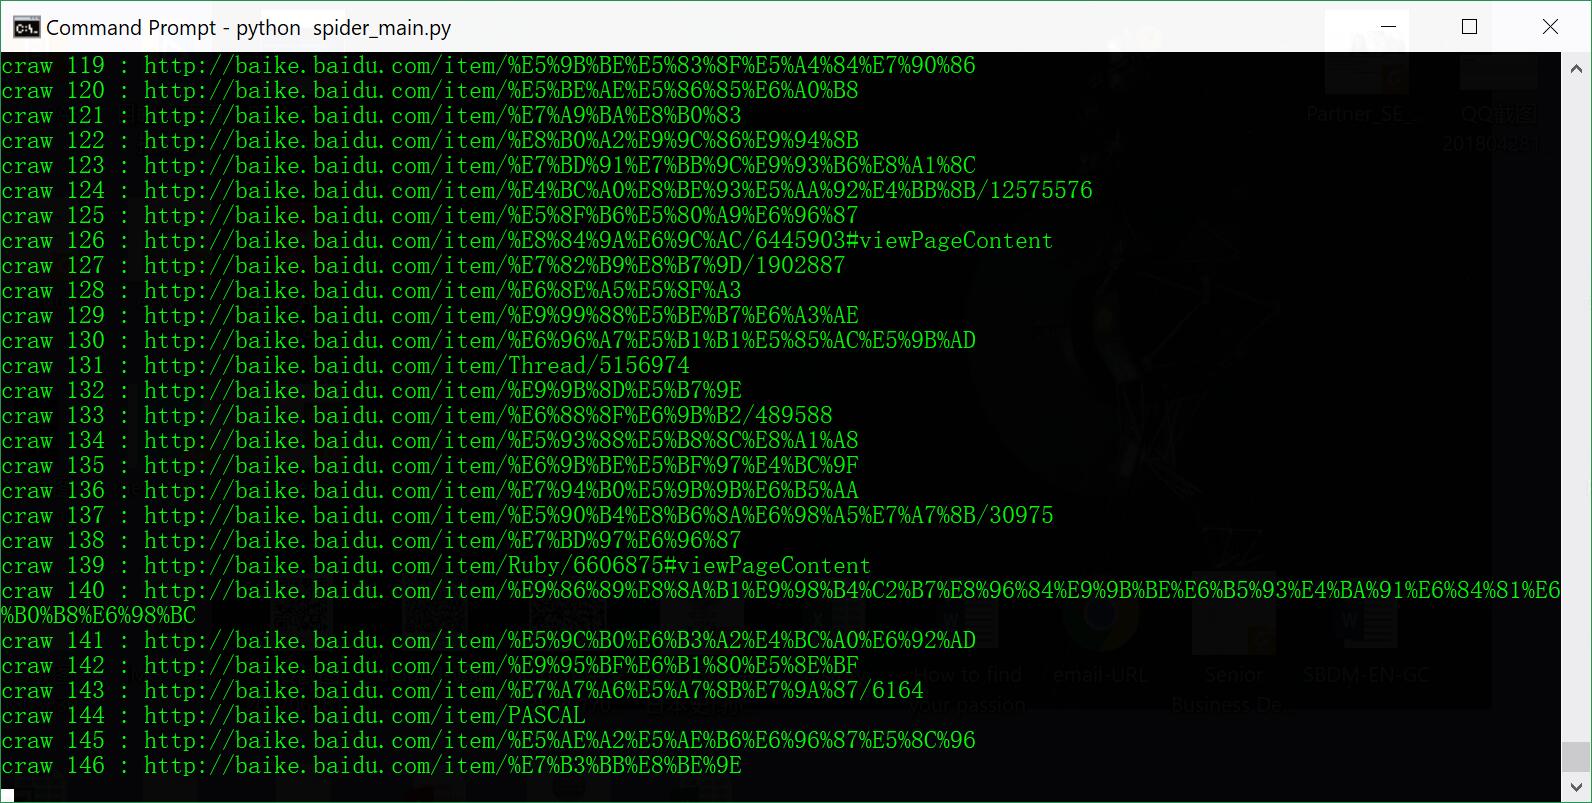 Command Prompt - python  spider_main.py
craw 119 : http://baike.baidu.com/item/%E5%9B%BE%E5%83%8F%E5%A4%84%E7%90%86
craw 120 : http://baike.baidu.com/item/%E5%BE%AE%E5%86%85%E6%A0%B8
craw 121 : http://baike.baidu.com/item/%E7%A9%BA%E8%B0%83
craw 122 : http://baike.baidu.com/item/%E8%B0%A2%E9%9C%86%E9%94%8B
craw 123 : http://baike.baidu.com/item/%E7%BD%91%E7%BB%9C%E9%93%B6%E8%A1%8C
craw 124 : http://baike.baidu.com/item/%E4%BC%A0%E8%BE%93%E5%AA%92%E4%BB%8B/12575576
craw 125 : http://baike.baidu.com/item/%E5%8F%B6%E5%80%A9%E6%96%87
craw 126 : http://baike.baidu.com/item/%E8%84%9A%E6%9C%AC/6445903#viewPageContent
craw 127 : http://baike.baidu.com/item/%E7%82%B9%E8%B7%9D/1902887
craw 128 : http://baike.baidu.com/item/%E6%8E%A5%E5%8F%A3
craw 129 : http://baike.baidu.com/item/%E9%99%88%E5%BE%B7%E6%A3%AE
craw 130 : http://baike.baidu.com/item/%E6%96%A7%E5%B1%B1%E5%85%AC%E5%9B%AD
craw 131 : http://baike.baidu.com/item/Thread/5156974
craw 132 : http://baike.baidu.com/item/%E9%9B%8D%E5%B7%9E
craw 133 : http://baike.baidu.com/item/%E6%88%8F%E6%9B%B2/489588
craw 134 : http://baike.baidu.com/item/%E5%93%88%E5%B8%8C%E8%A1%A8
craw 135 : http://baike.baidu.com/item/%E6%9B%BE%E5%BF%97%E4%BC%9F
craw 136 : http://baike.baidu.com/item/%E7%94%B0%E5%9B%9B%E6%B5%AA
craw 137 : http://baike.baidu.com/item/%E5%90%B4%E8%B6%8A%E6%98%A5%E7%A7%8B/30975
craw 138 : http://baike.baidu.com/item/%E7%BD%97%E6%96%87
craw 139 : http://baike.baidu.com/item/Ruby/6606875#viewPageContent
craw 140 : http://baike.baidu.com/item/%E9%86%89%E8%8A%B1%E9%98%B4%C2%B7%E8%96%84%E9%9B%BE%E6%B5%93%E4%BA%91%E6%84%81%E6
%B0%B8%E6%98%BC
craw 141 : http://baike.baidu.com/item/%E5%9C%B0%E6%B3%A2%E4%BC%A0%E6%92%AD
craw 142 : http://baike.baidu.com/item/%E9%95%BF%E6%B1%80%E5%8E%BF
craw 143 : http://baike.baidu.com/item/%E7%A7%A6%E5%A7%8B%E7%9A%87/6164
craw 144 : http://baike.baidu.com/item/PASCAL
craw 145 : http://baike.baidu.com/item/%E5%AE%A2%E5%AE%B6%E6%96%87%E5%8C%96
craw 146 : http://baike.baidu.com/item/%E7%B3%BB%E8%BE%9E
Partner_SE_...
QQ截图
How to find
your passion
email-URL
Senior
Business De...
SBDM-EN-GC